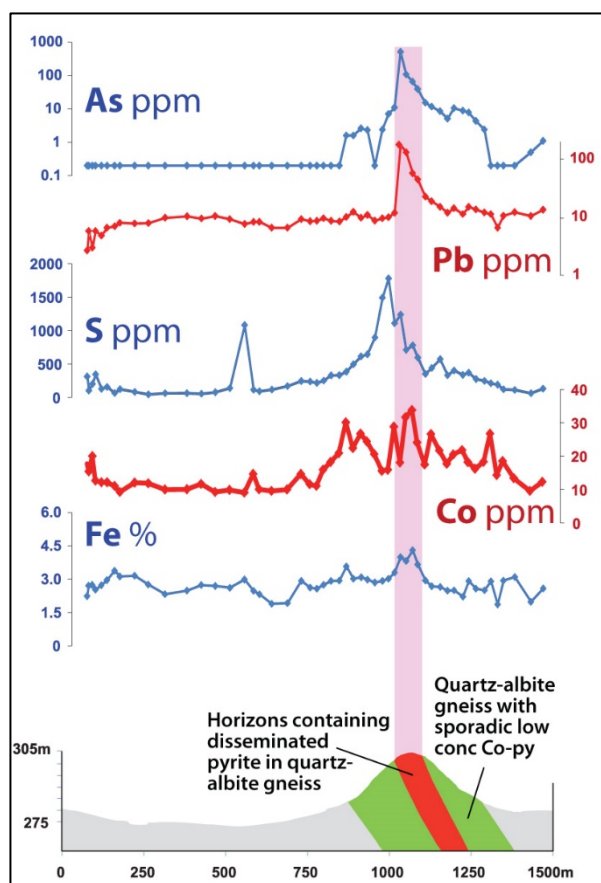 1000
100
10
1
0.1
As ppm
100
10
1
Pb ppm
2000
1500
1000
500
0
S ppm
40
30
20
10
0
Co ppm
6.0
4.5
3.0
1.5
0
Fe %
Quartz-albite
gneiss with
sporadic low
conc Co-py
Horizons containing
disseminated
pyrite in quartz-
albite gneiss
305m
275
0 250 500 750 1000 1250 1500m